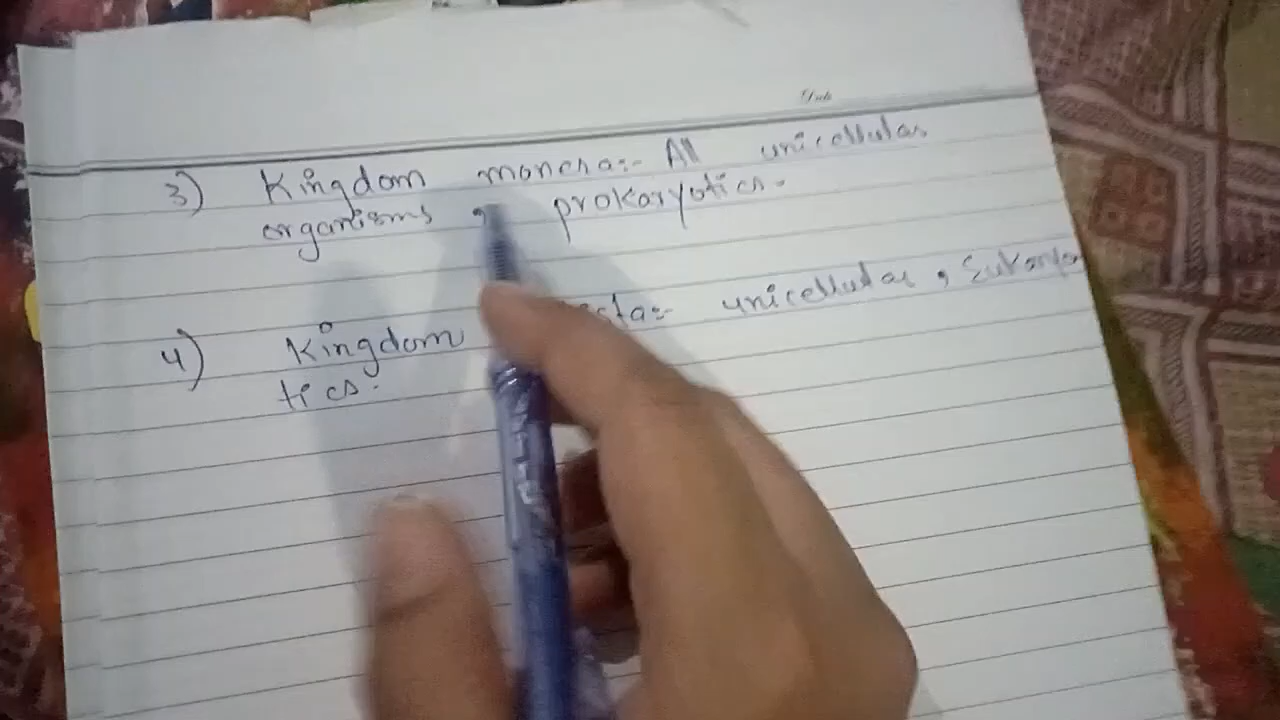 Date
3) Kingdom monera:- All unicellular
organisms, prokaryotics.
4) Kingdom unicellular, Eukaryo
tics.